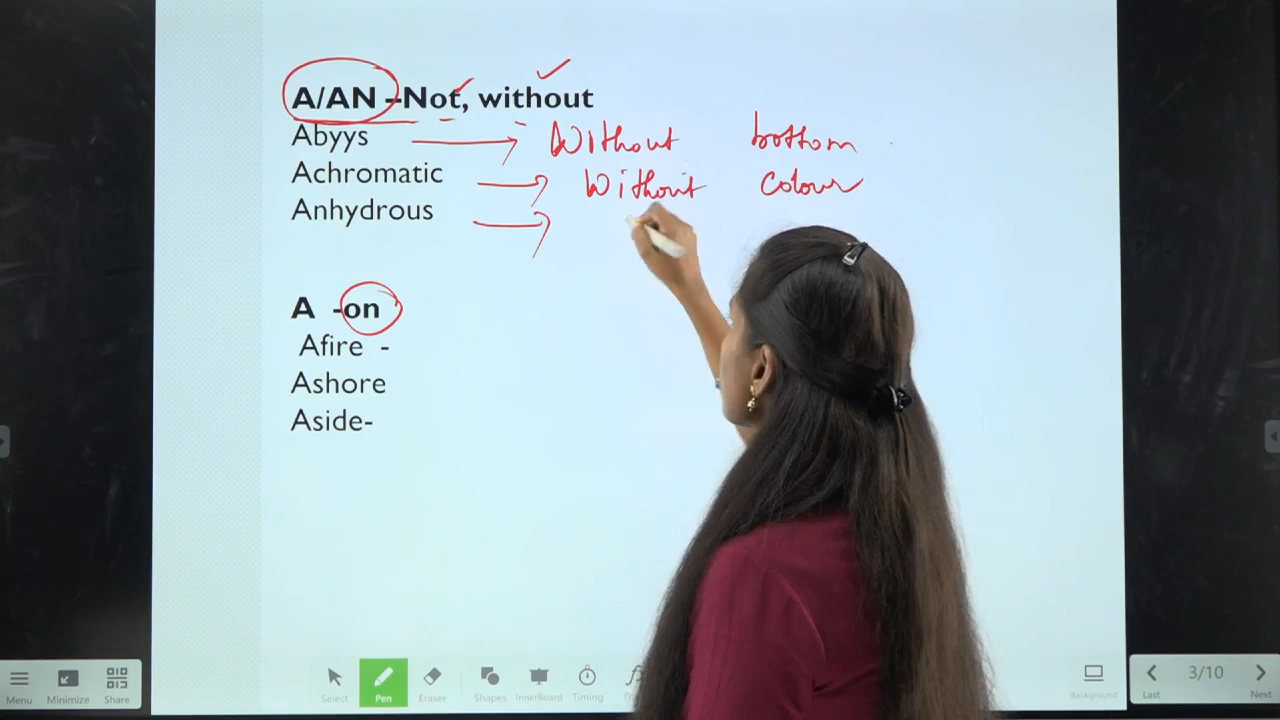 A/AN -Not, without
Abyys Without bottom
Achromatic Without colour
Anhydrous
A -on
Afire -
Ashore
Aside-
Menu Minimize Share Select Pen Eraser Shapes InnerBoard Timing Background Last 3/10 Next